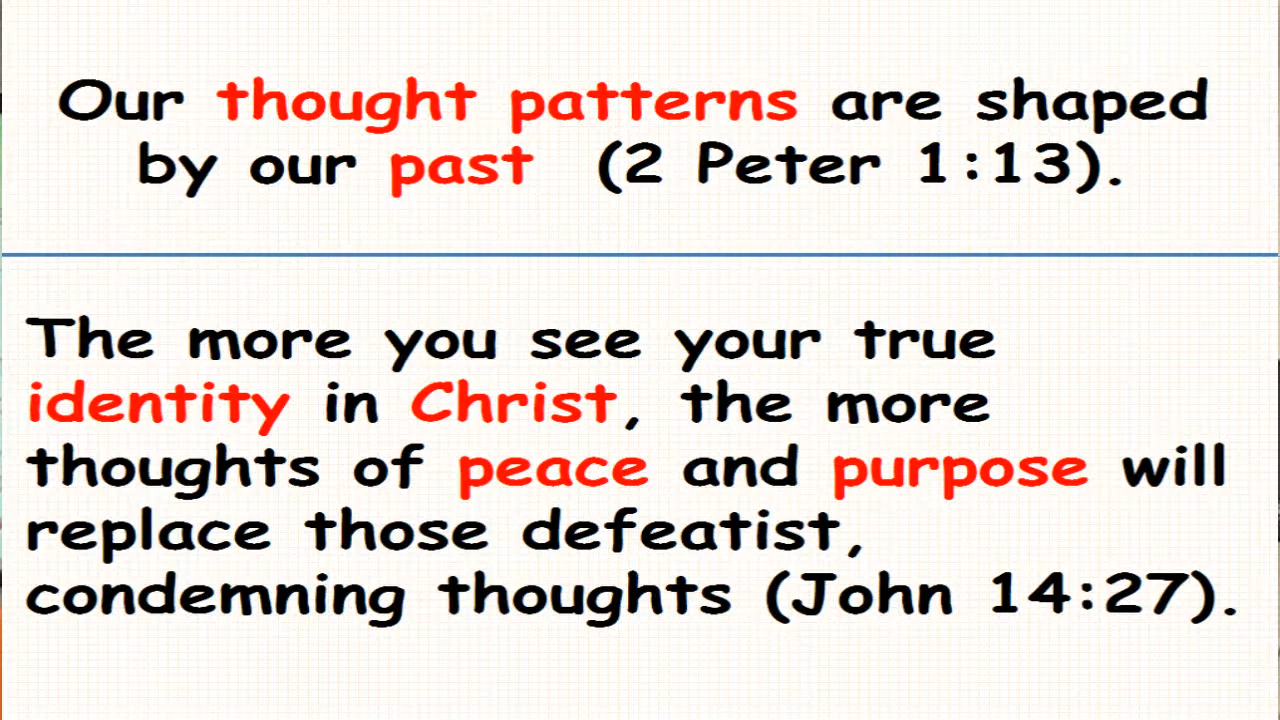 Our thought patterns are shaped
by our past (2 Peter 1:13).
The more you see your true
identity in Christ, the more
thoughts of peace and purpose will
replace those defeatist,
condemning thoughts (John 14:27).